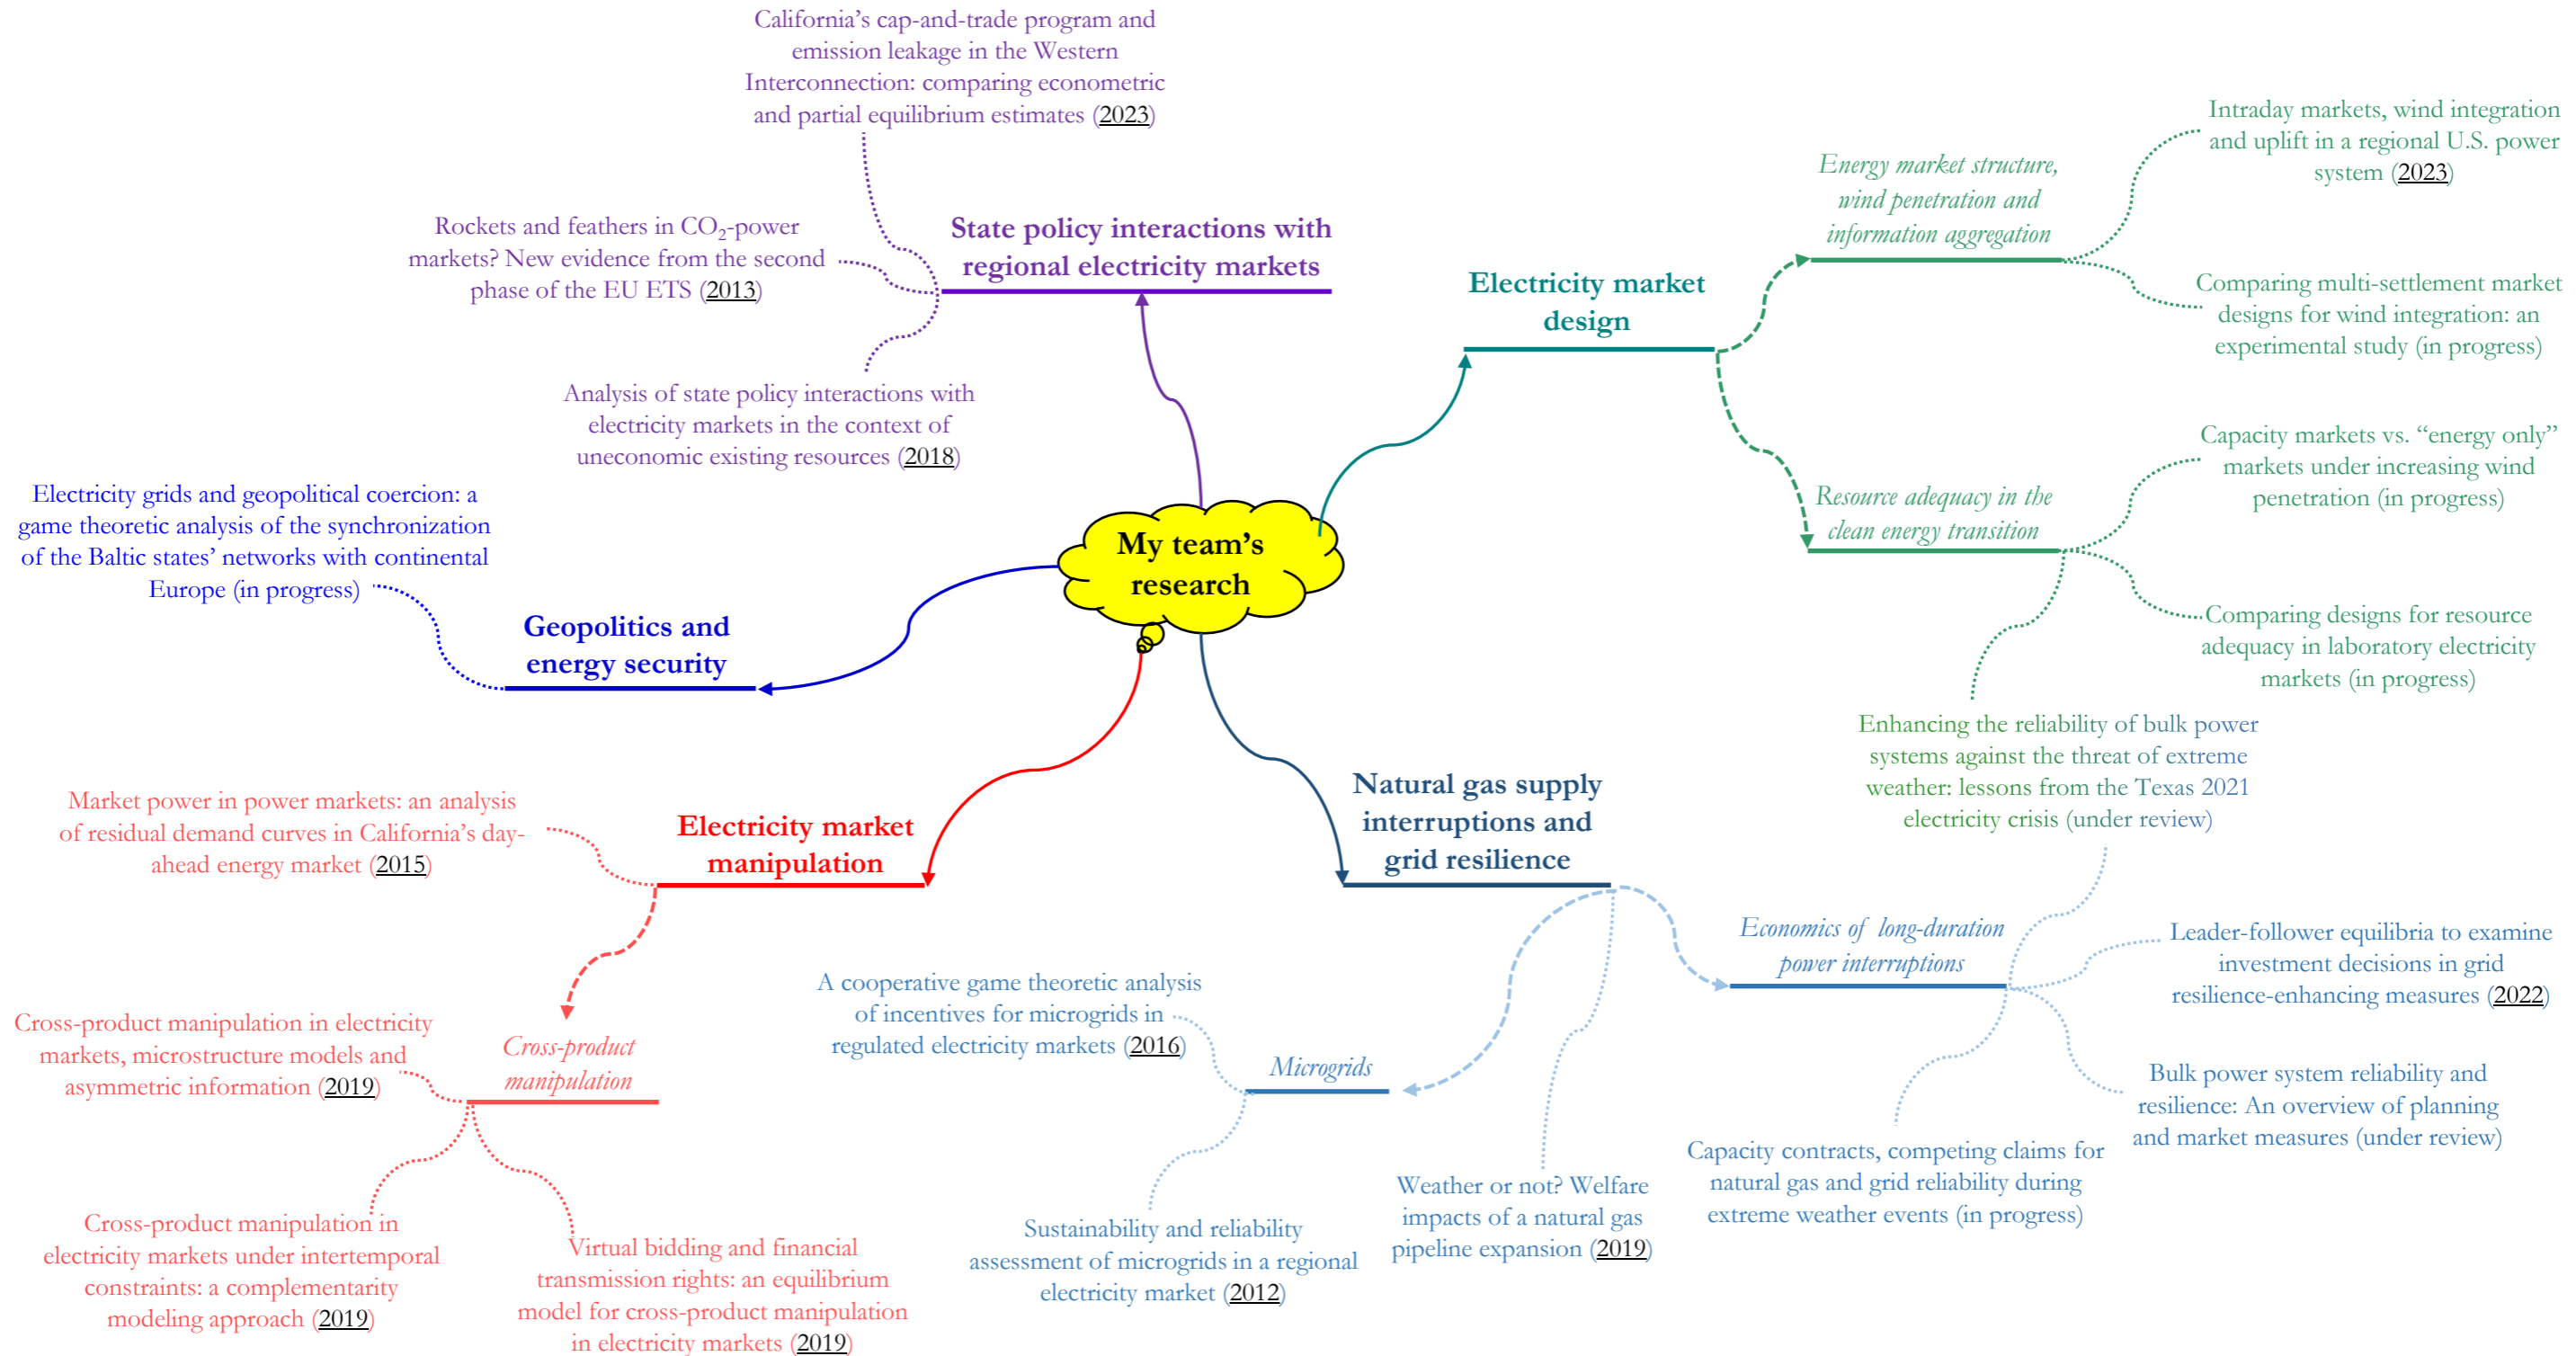 California’s cap-and-trade program and
emission leakage in the Western
Interconnection: comparing econometric
and partial equilibrium estimates (2023)
Rockets and feathers in CO₂-power
markets? New evidence from the second
phase of the EU ETS (2013)
Analysis of state policy interactions with
electricity markets in the context of
uneconomic existing resources (2018)
State policy interactions with
regional electricity markets
Electricity market
design
Energy market structure,
wind penetration and
information aggregation
Intraday markets, wind integration
and uplift in a regional U.S. power
system (2023)
Comparing multi-settlement market
designs for wind integration: an
experimental study (in progress)
Resource adequacy in the
clean energy transition
Capacity markets vs. “energy only”
markets under increasing wind
penetration (in progress)
Comparing designs for resource
adequacy in laboratory electricity
markets (in progress)
Enhancing the reliability of bulk power
systems against the threat of extreme
weather: lessons from the Texas 2021
electricity crisis (under review)
My team’s
research
Electricity grids and geopolitical coercion: a
game theoretic analysis of the synchronization
of the Baltic states’ networks with continental
Europe (in progress)
Geopolitics and
energy security
Market power in power markets: an analysis
of residual demand curves in California’s day-
ahead energy market (2015)
Electricity market
manipulation
Cross-product
manipulation
Cross-product manipulation in electricity
markets, microstructure models and
asymmetric information (2019)
Cross-product manipulation in
electricity markets under intertemporal
constraints: a complementarity
modeling approach (2019)
Virtual bidding and financial
transmission rights: an equilibrium
model for cross-product manipulation
in electricity markets (2019)
Natural gas supply
interruptions and
grid resilience
A cooperative game theoretic analysis
of incentives for microgrids in
regulated electricity markets (2016)
Microgrids
Sustainability and reliability
assessment of microgrids in a regional
electricity market (2012)
Weather or not? Welfare
impacts of a natural gas
pipeline expansion (2019)
Economics of long-duration
power interruptions
Leader-follower equilibria to examine
investment decisions in grid
resilience-enhancing measures (2022)
Bulk power system reliability and
resilience: An overview of planning
and market measures (under review)
Capacity contracts, competing claims for
natural gas and grid reliability during
extreme weather events (in progress)